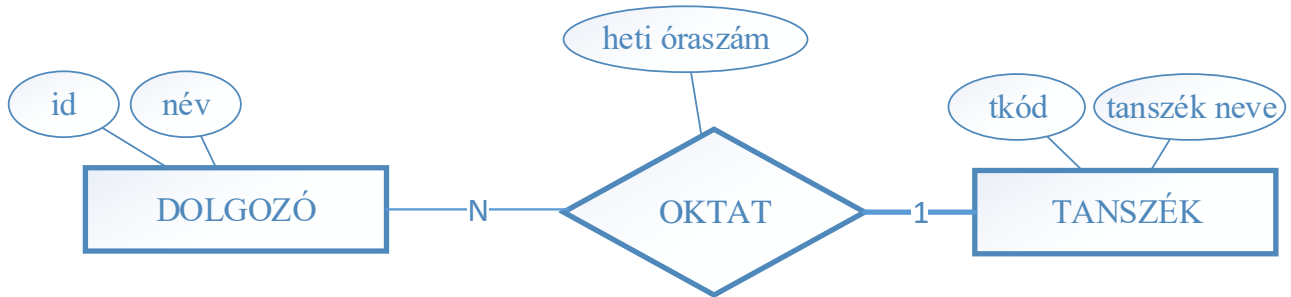 heti óraszám
id
név
tkód
tanszék neve
DOLGOZÓ
N
OKTAT
1
TANSZÉK